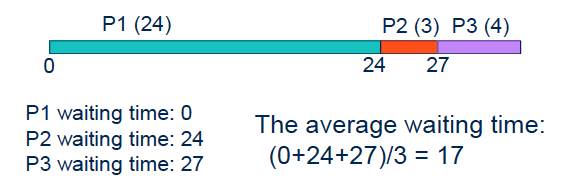 P1 (24) P2 (3) P3 (4)
0 24 27
P1 waiting time: 0
P2 waiting time: 24
P3 waiting time: 27
The average waiting time:
(0+24+27)/3 = 17